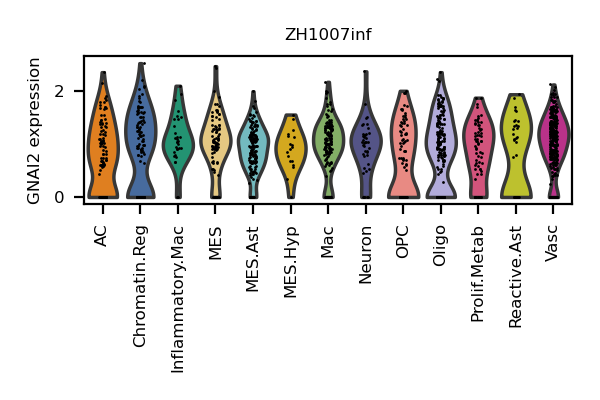 ZH1007inf
GNAI2 expression
2
0
AC
Chromatin.Reg
Inflammatory.Mac
MES
MES.Ast
MES.Hyp
Mac
Neuron
OPC
Oligo
Prolif.Metab
Reactive.Ast
Vasc